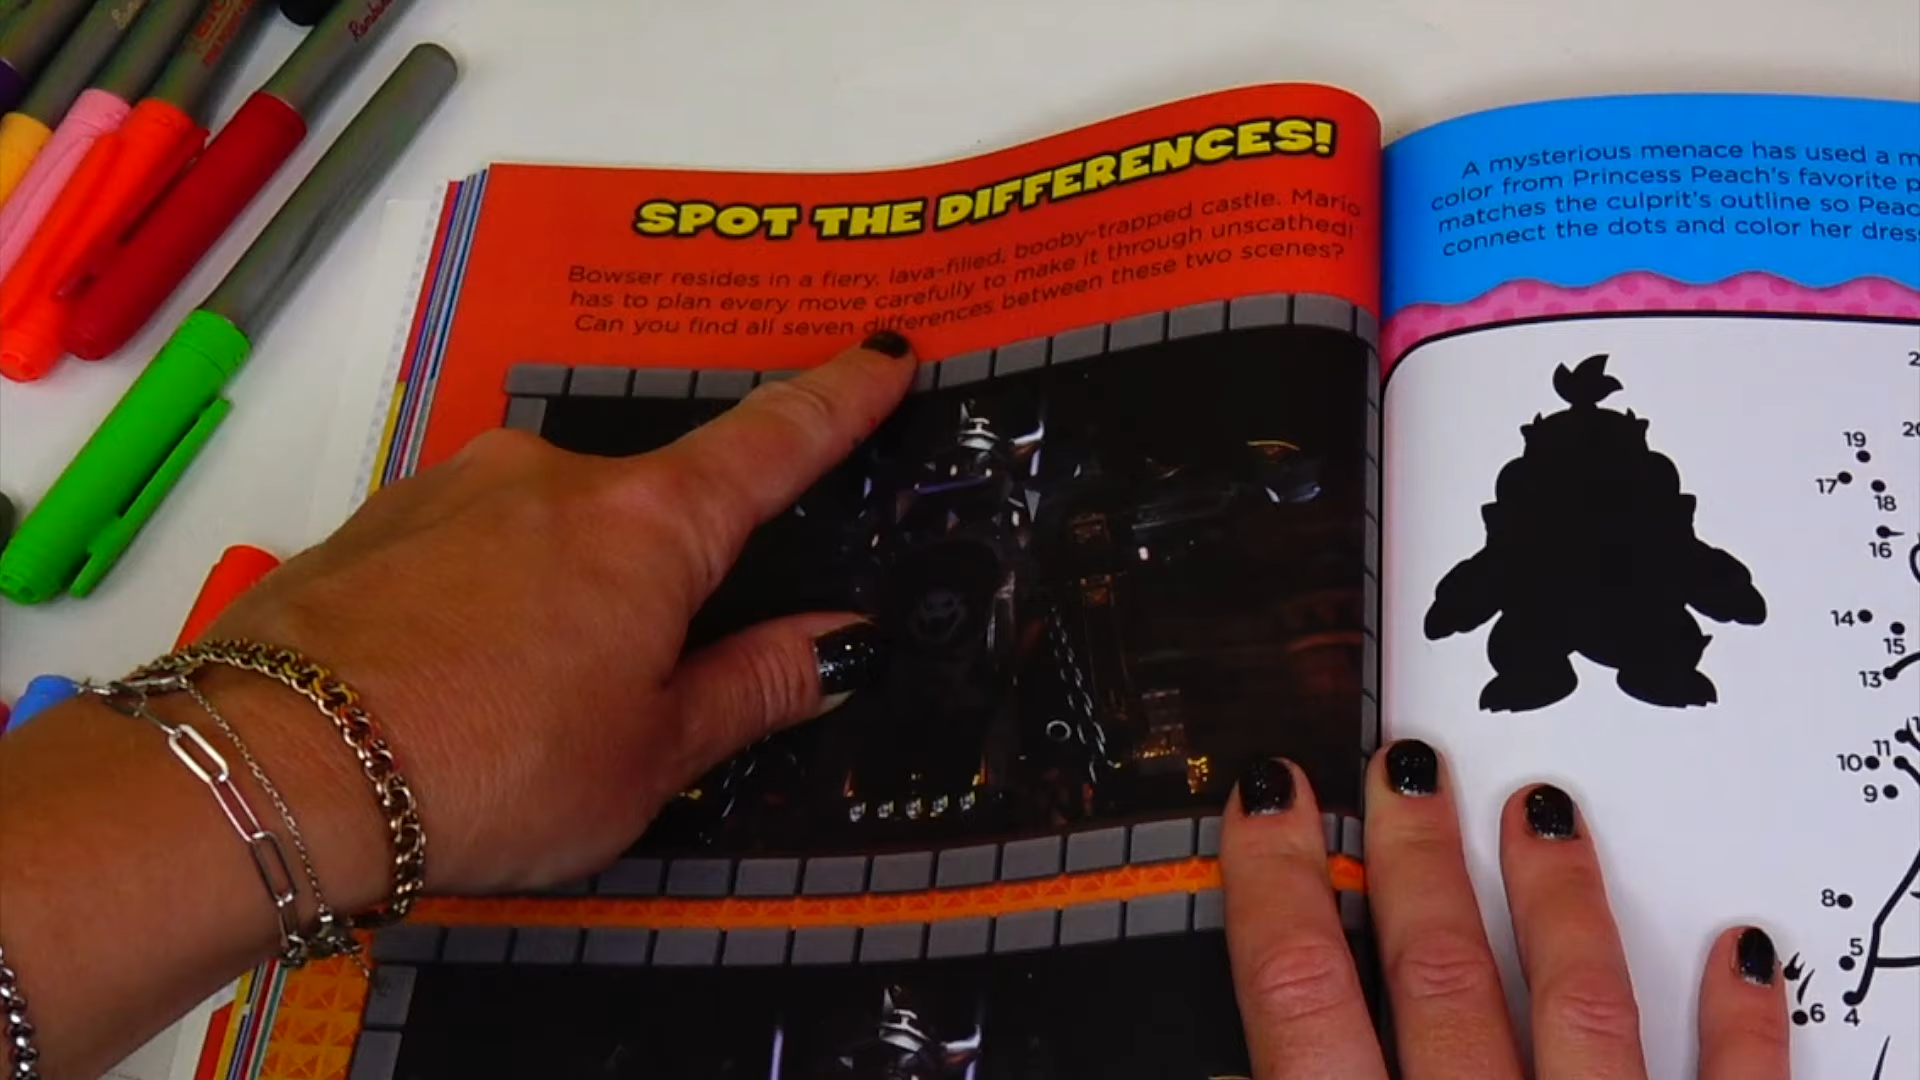 SPOT THE DIFFERENCES!
Bowser resides in a fiery, lava-filled, booby-trapped castle. Mario
has to plan every move carefully to make it through unscathed!
Can you find all seven differences between these two scenes?
A mysterious menace has used a
color from Princess Peach's favorite
matches the culprit's outline so
connect the dots and color her
19
20
17
18
16
14
15
13
11
10
9
8
5
6
4